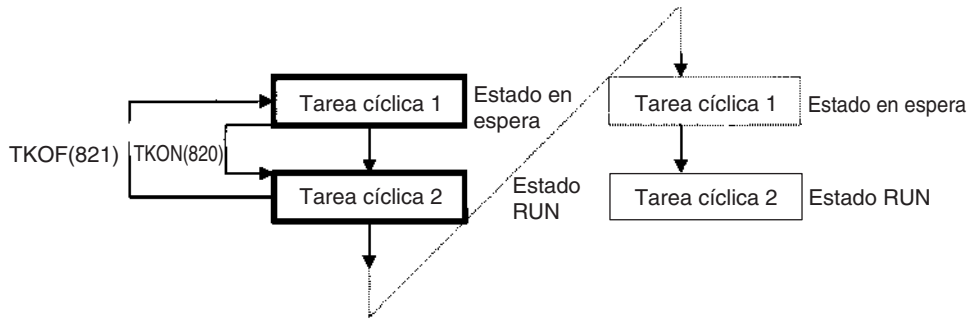 Tarea cíclica 1
Estado en
espera
TKOF(821)
TKON(820)
Tarea cíclica 2
Estado
RUN
Tarea cíclica 1
Estado en espera
Tarea cíclica 2
Estado RUN